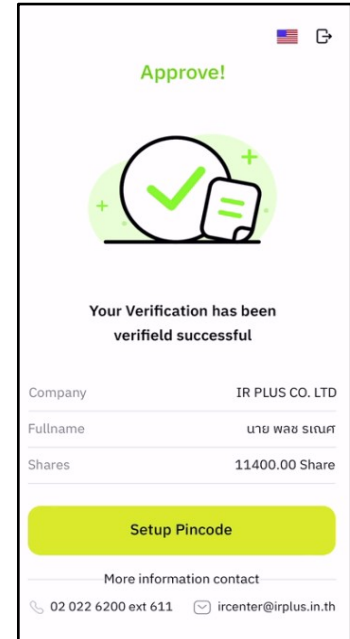 Approve!
Your Verification has been
verifield successful
Company IR PLUS CO. LTD
Fullname นาย พลช รเณศ
Shares 11400.00 Share
Setup Pincode
More information contact
02 022 6200 ext 611 ircenter@irplus.in.th